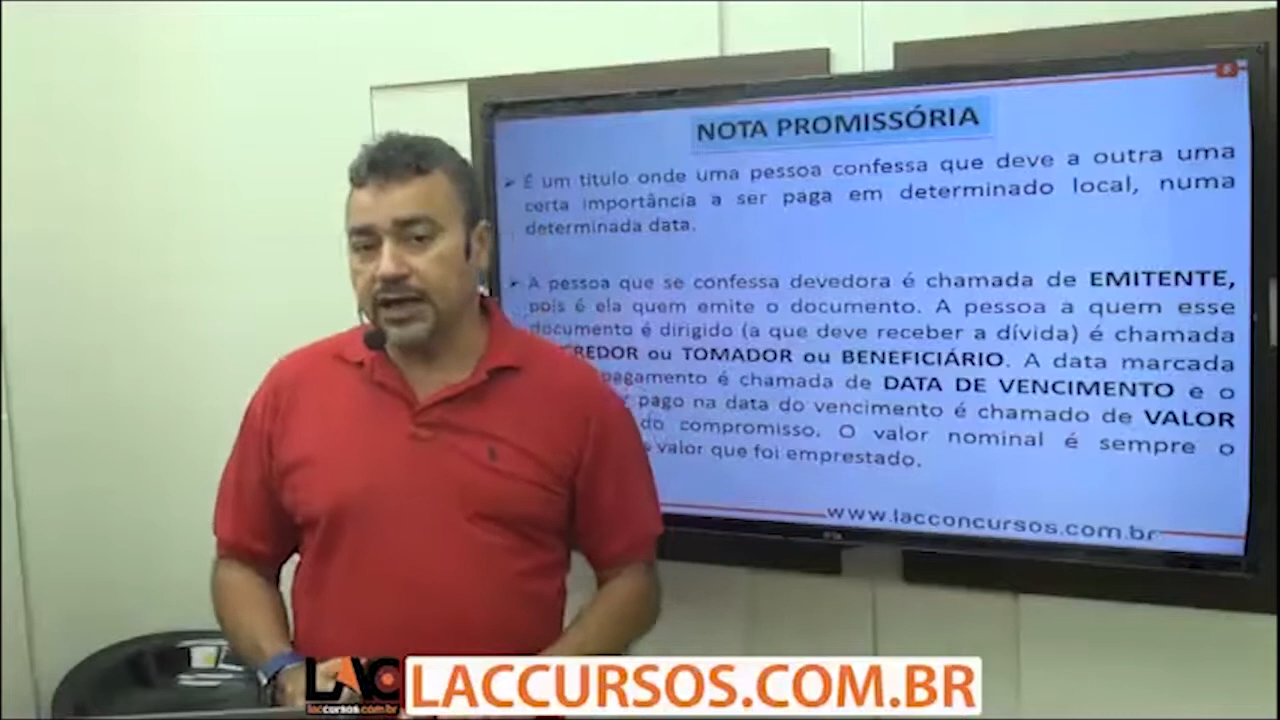 NOTA PROMISSÓRIA
É um título onde uma pessoa confessa que deve a outra uma
certa importância a ser paga em determinado local, numa
determinada data.
A pessoa que se confessa devedora é chamada de EMITENTE,
pois é ela quem emite o documento. A pessoa a quem esse
documento é dirigido (a que deve receber a dívida) é chamada
REDOR ou TOMADOR ou BENEFICIÁRIO. A data marcada
pagamento é chamada de DATA DE VENCIMENTO e o
pago na data do vencimento é chamado de VALOR
do compromisso. O valor nominal é sempre o
valor que foi emprestado.
www.lacconcursos.com.br
LAC
laccursos.com.br
LACCURSOS.COM.BR